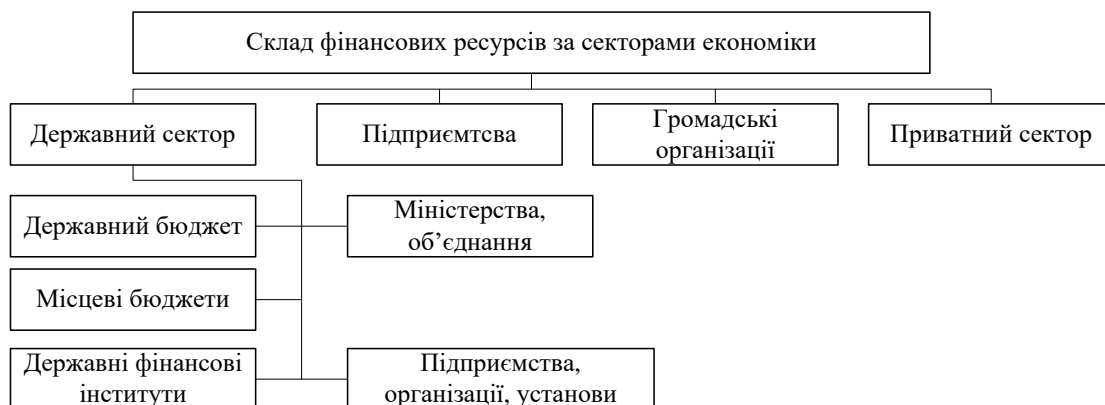 Склад фінансових ресурсів за секторами економіки
Державний сектор
Підприємтсва
Громадські
організації
Приватний сектор
Державний бюджет
Міністерства,
об’єднання
Місцеві бюджети
Державні фінансові
інститути
Підприємства,
організації, установи